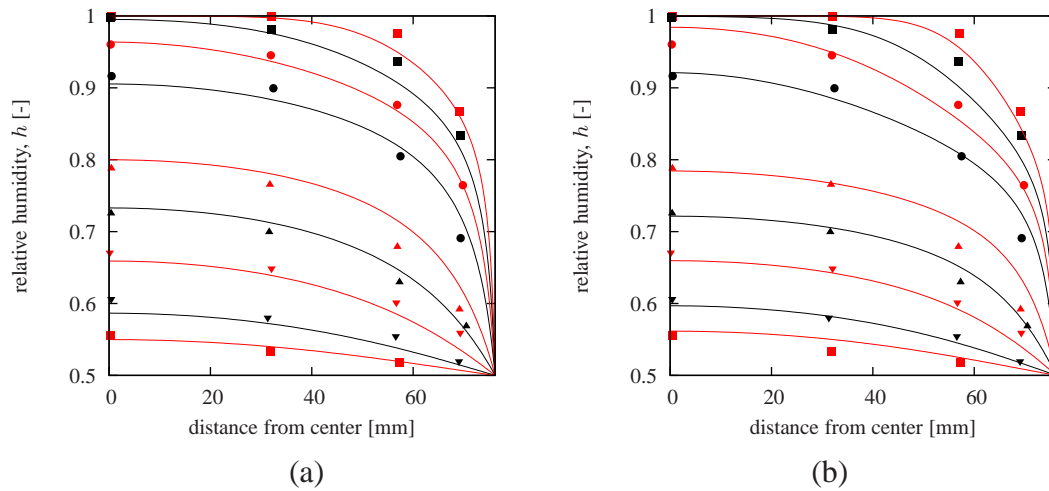 1
0.9
0.8
0.7
0.6
0.5
relative humidity, h [-]
0 20 40 60
distance from center [mm]
(a)
1
0.9
0.8
0.7
0.6
0.5
relative humidity, h [-]
0 20 40 60
distance from center [mm]
(b)